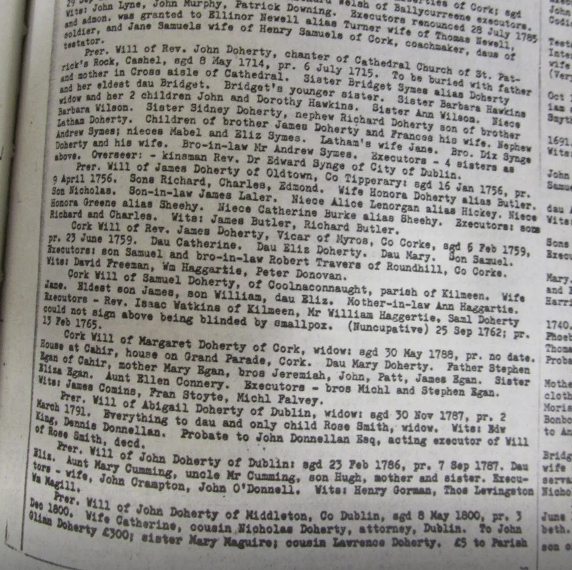 Wits: John Lyne, John Murphy, Patrick Downing. Executors renounced 28 July 1785
and admon. was granted to Ellinor Newell alias Turner wife of Thomas Newell,
soldier, and Jane Samuels wife of Henry Samuels of Cork, coachmaker, daus of
testator.
Prer. Will of Rev. John Doherty, chanter of Cathedral Church of St. Pat-
rick's Rock, Cashel, sgd 8 May 1714, pr. 6 July 1715. To be buried with father
and mother in Cross aisle of Cathedral. Sister Bridget Symes alias Doherty
and her eldest dau Bridget. Bridget's younger sister. Sister Barbara Hawkins
widow and her 2 children John and Dorothy Hawkins. Sister Ann Wilson. Niece
Barbara Wilson. Sister Sidney Doherty, nephew Richard Doherty son of brother
Latham Doherty. Children of brother James Doherty and Frances his wife. Nephew
Andrew Symes; nieces Mabel and Eliz Symes. Latham's wife Jane. Bro. Dix Synge
Doherty and his wife. Bro-in-law Mr Andrew Symes. Executors - 4 sisters as
above. Overseer: - kinsman Rev. Dr Edward Synge of City of Dublin.
Prer. Will of James Doherty of Oldtown, Co Tipperary: sgd 16 Jan 1756, pr.
9 April 1756. Sons Richard, Charles, Edmond. Wife Honora Doherty alias Butler.
Son Nicholas. Son-in-law James Laler. Niece Alice Lenorgan alias Hickey. Niece
Honora Greene alias Sheehy. Niece Catherine Burke alias Sheehy. Executors: sons
Richard and Charles. Wits: James Butler, Richard Butler.
Cork Will of Rev. James Doherty, Vicar of Nyros, Co Corke, sgd 6 Feb 1759,
pr. 23 June 1759. Dau Catherine. Dau Eliz Doherty. Dau Mary. Son Samuel.
Executors: son Samuel and bro-in-law Robert Travers of Roundhill, Co Corke.
Wits: David Freeman, Wm Haggartie, Peter Donovan.
Cork Will of Samuel Doherty, of Coolnaconnaught, parish of Kilmeen. Wife
Jane. Eldest son James, son William, dau Eliz. Mother-in-law Ann Haggartie.
Executors - Rev. Isaac Watkins of Kilmeen, Mr William Haggertie, Saml Doherty
could not sign above being blinded by smallpox. (Nuncupative) 25 Sep 1762; pr.
13 Feb 1765.
Cork Will of Margaret Doherty of Cork, widow: sgd 30 May 1788, pr. no date.
House at Cahir, house on Grand Parade, Cork. Dau Mary Doherty. Father Stephen
Egan of Cahir, mother Mary Egan, bros Jeremiah, John, Patt, James Egan. Sister
Eliza Egan. Aunt Ellen Connery. Executors - bros Michl and Stephen Egan.
Wits: James Comins, Fran Stoyte, Michl Falvey.
Prer. Will of Abigail Doherty of Dublin, widow: sgd 30 Nov 1787, pr. 2
March 1791. Everything to dau and only child Rose Smith, widow. Wits: Edw
King, Dennis Donnellan. Probate to John Donnellan Esq, acting executor of Will
of Rose Smith, decd.
Prer. Will of John Doherty of Dublin: sgd 23 Feb 1786, pr. 7 Sep 1787. Dau
Eliz. Aunt Mary Cumming, uncle Mr Cumming, son Hugh, mother and sister. Execu-
tors - wife, John Crampton, John O'Donnell. Wits: Henry Gorman, Thos Levingston
Wm Magill.
Prer. Will of John Doherty of Middleton, Co Dublin, sgd 8 May 1800, pr. 3
Dec 1800. Wife Catherine, cousin Nicholas Doherty, attorney, Dublin. To John
Glinn Doherty £300; sister Mary Maguire; cousin Lawrence Doherty. £5 to Parish